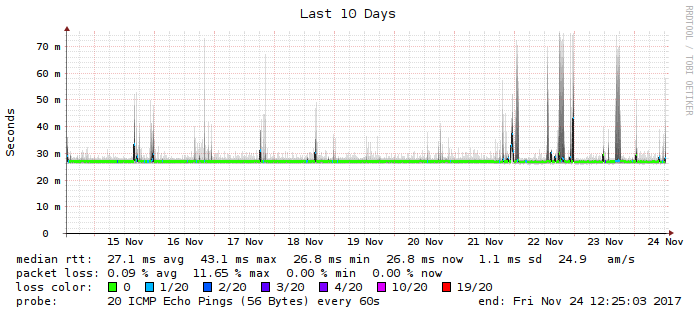 Last 10 Days
RRDTOOL / TOBI OETIKER
Seconds
70 m
60 m
50 m
40 m
30 m
20 m
10 m
0
15 Nov 16 Nov 17 Nov 18 Nov 19 Nov 20 Nov 21 Nov 22 Nov 23 Nov 24 Nov
median rtt: 27.1 ms avg 43.1 ms max 26.8 ms min 26.8 ms now 1.1 ms sd 24.9 am/s
packet loss: 0.09 % avg 11.65 % max 0.00 % min 0.00 % now
loss color: 0 1/20 2/20 3/20 4/20 10/20 19/20
probe: 20 ICMP Echo Pings (56 Bytes) every 60s end: Fri Nov 24 12:25:03 2017